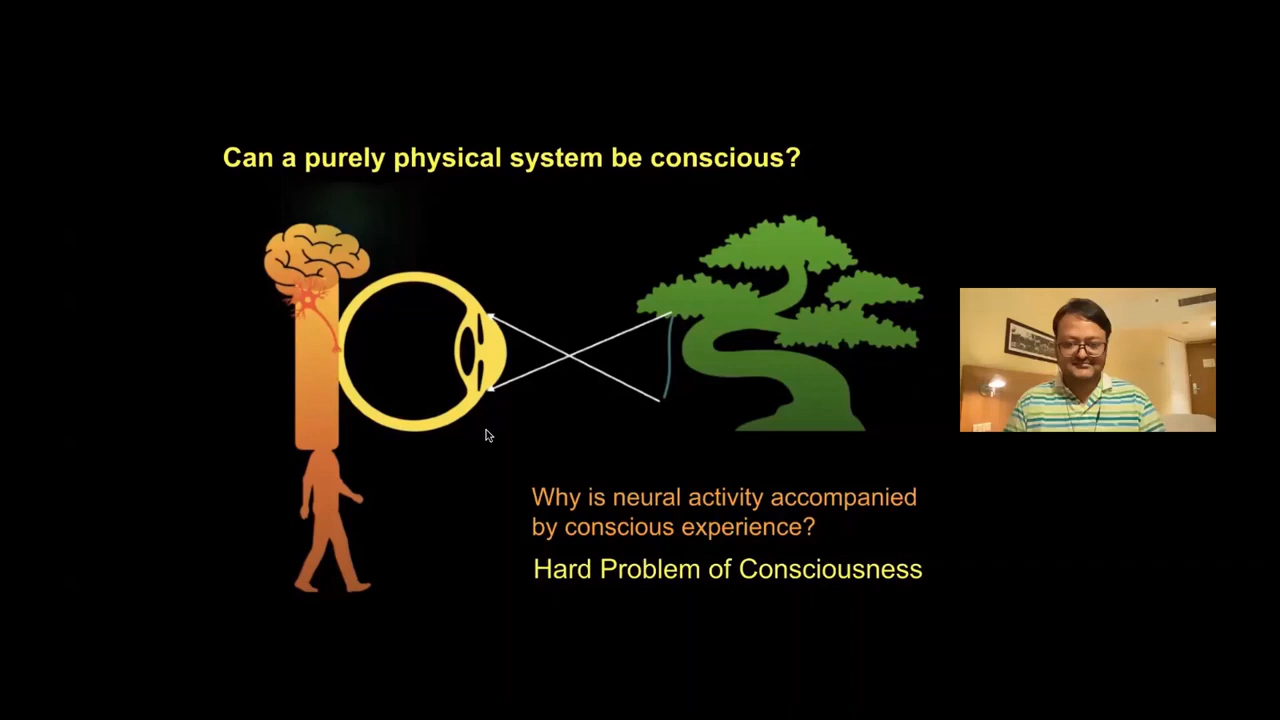 Can a purely physical system be conscious?
Why is neural activity accompanied
by conscious experience?
Hard Problem of Consciousness